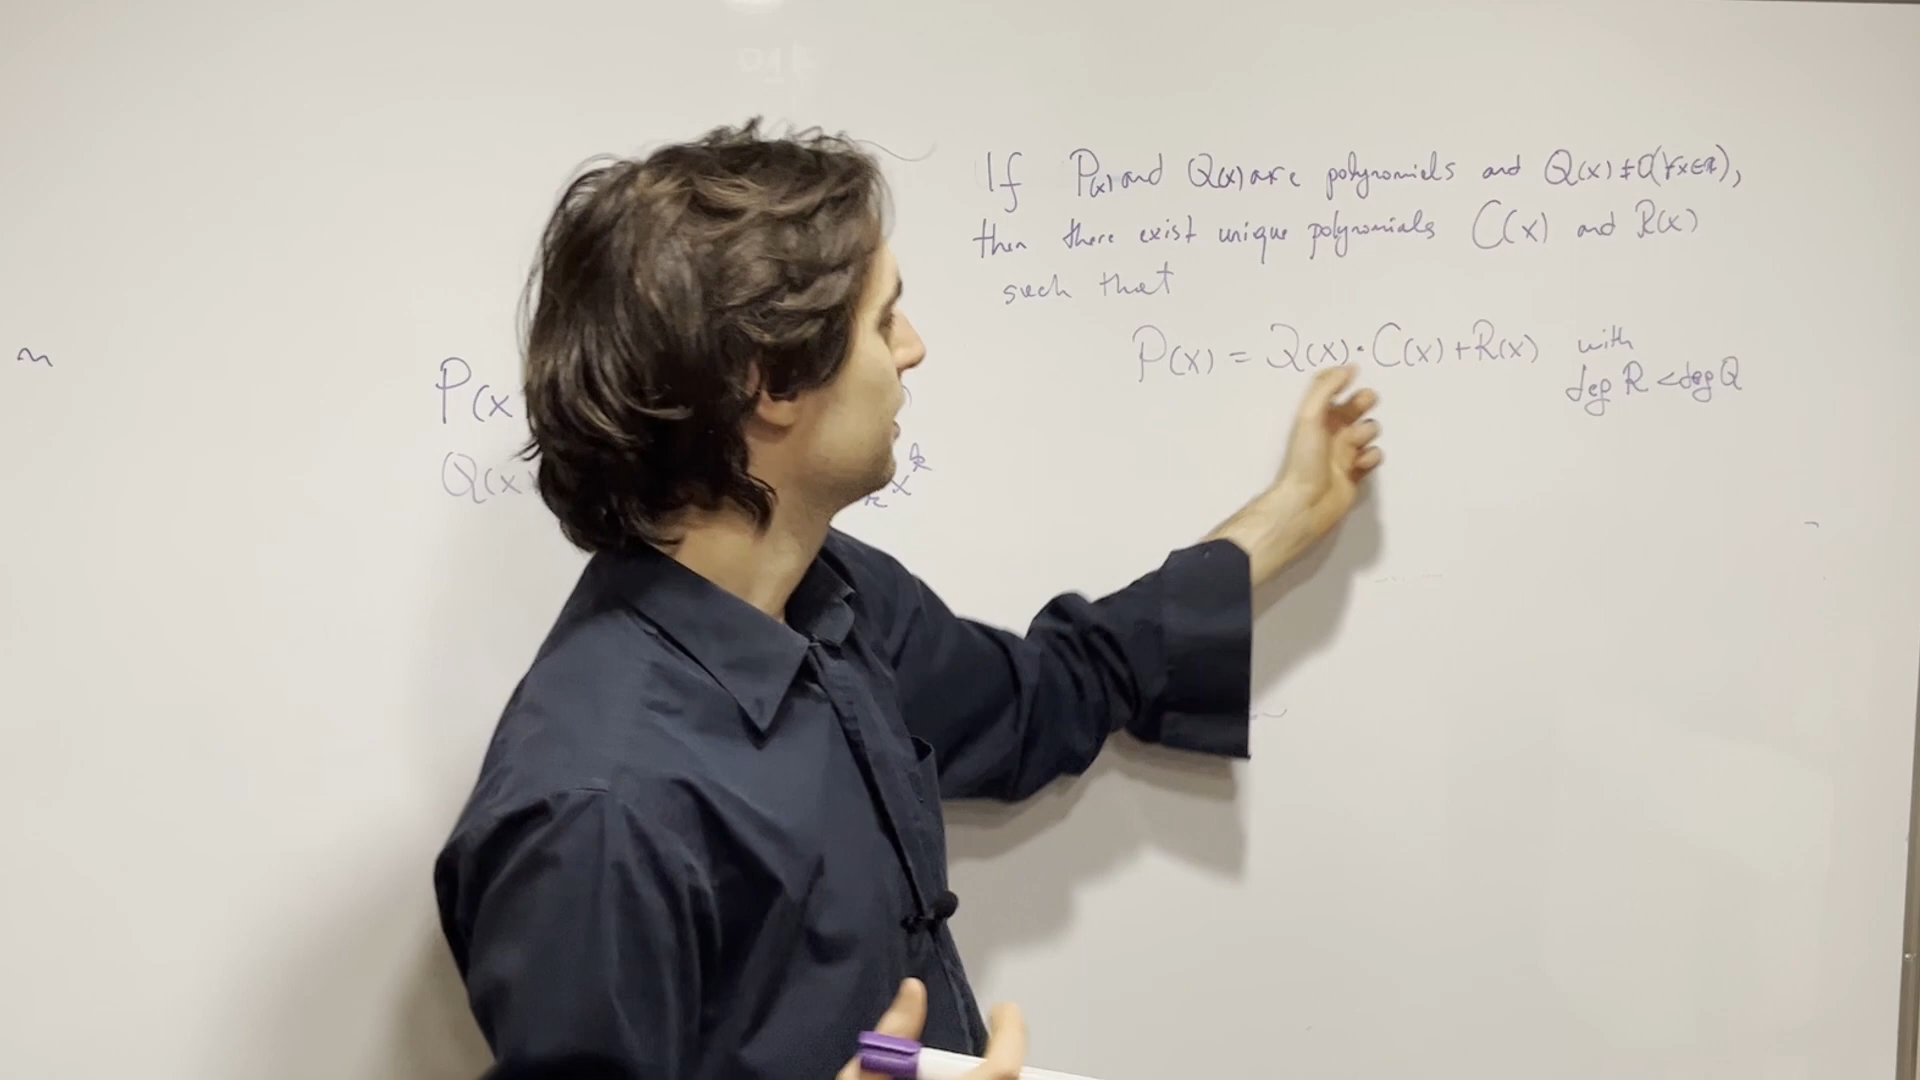 If P(x) and Q(x) are polynomials and Q(x)≠0(∀x∈ℝ),
then there exist unique polynomials C(x) and R(x)
such that
P(x) = Q(x)·C(x)+R(x) with
deg R < deg Q
P(x
Q(x)
k x^k